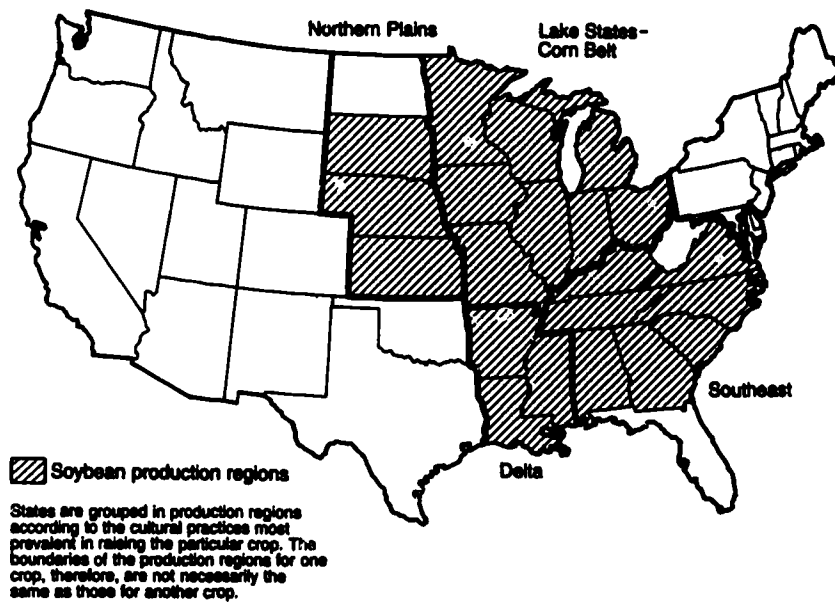 Northern Plains
Lake States-
Corn Belt
Southeast
Delta
Soybean production regions
States are grouped in production regions
according to the cultural practices most
prevalent in raising the particular crop. The
boundaries of the production regions for one
crop, therefore, are not necessarily the
same as those for another crop.